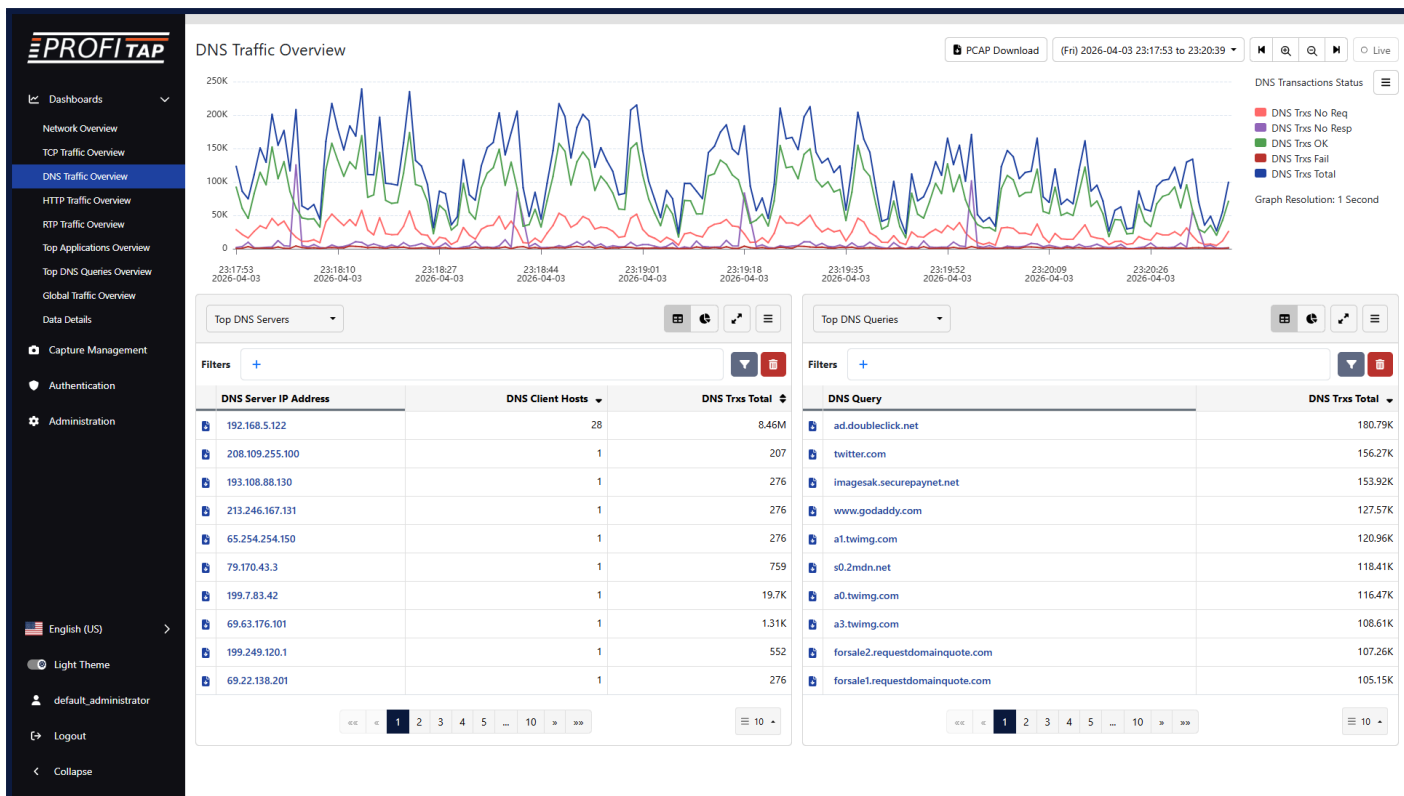 PROFITAP
Dashboards
Network Overview
TCP Traffic Overview
DNS Traffic Overview
HTTP Traffic Overview
RTP Traffic Overview
Top Applications Overview
Top DNS Queries Overview
Global Traffic Overview
Data Details
Capture Management
Authentication
Administration
English (US)
Light Theme
default_administrator
Logout
Collapse
DNS Traffic Overview
PCAP Download
(Fri) 2026-04-03 23:17:53 to 23:20:39
Live
250K
200K
150K
100K
50K
0
23:17:53 23:18:10 23:18:27 23:18:44 23:19:01 23:19:18 23:19:35 23:19:52 23:20:09 23:20:26
2026-04-03 2026-04-03 2026-04-03 2026-04-03 2026-04-03 2026-04-03 2026-04-03 2026-04-03 2026-04-03 2026-04-03
DNS Transactions Status
DNS Trxs No Req
DNS Trxs No Resp
DNS Trxs OK
DNS Trxs Fail
DNS Trxs Total
Graph Resolution: 1 Second
Top DNS Servers
Filters +
DNS Server IP Address DNS Client Hosts DNS Trxs Total
192.168.5.122 28 8.46M
208.109.255.100 1 207
193.108.88.130 1 276
213.246.167.131 1 276
65.254.254.150 1 276
79.170.43.3 1 759
199.7.83.42 1 19.7K
69.63.176.101 1 1.31K
199.249.120.1 1 552
69.22.138.201 1 276
«« « 1 2 3 4 5 ... 10 » »»
10
Top DNS Queries
Filters +
DNS Query DNS Trxs Total
ad.doubleclick.net 180.79K
twitter.com 156.27K
imagesak.securepaynet.net 153.92K
www.godaddy.com 127.57K
a1.twimg.com 120.96K
s0.2mdn.net 118.41K
a0.twimg.com 116.47K
a3.twimg.com 108.61K
forsale2.requestdomainquote.com 107.26K
forsale1.requestdomainquote.com 105.15K
«« « 1 2 3 4 5 ... 10 » »»
10